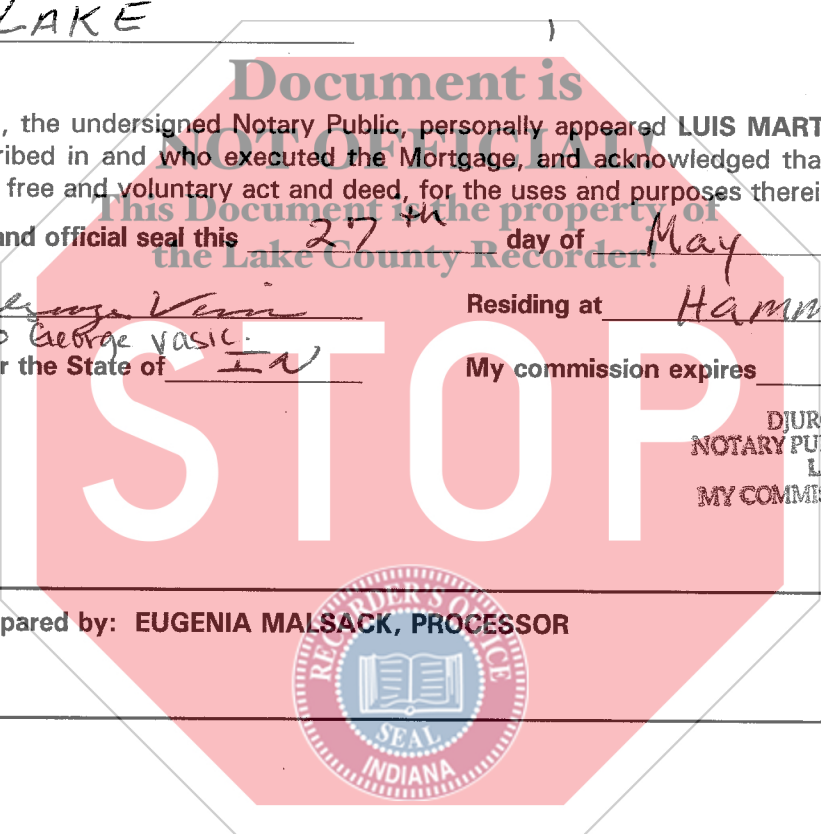 LAKE )
Document is
, the undersigned Notary Public, personally appeared LUIS MART
NOT OFFICIAL
ribed in and who executed the Mortgage, and acknowledged tha
free and voluntary act and deed, for the uses and purposes therei
This Document is the property of
and official seal this 27th day of May
the Lake County Recorder!
Residing at Hamm
George Vasic.
r the State of IN My commission expires
STOP
DJUR
NOTARY PU
L
MY COMMIS
pared by: EUGENIA MALSACK, PROCESSOR
RECORDER'S OFFICE
SEAL
INDIANA